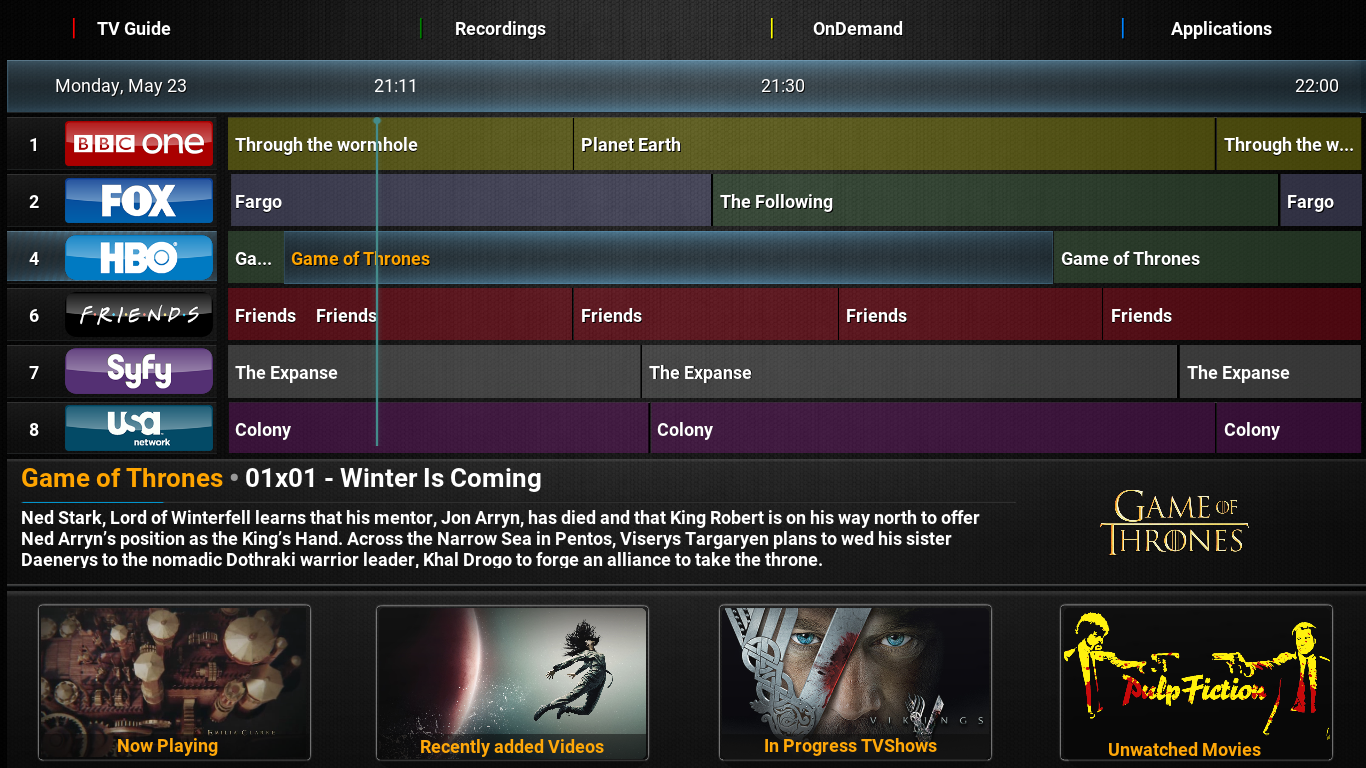 TV Guide Recordings OnDemand Applications
Monday, May 23 21:11 21:30 22:00
1 BBC one Through the wormhole Planet Earth Through the w...
2 FOX Fargo The Following Fargo
4 HBO Ga... Game of Thrones Game of Thrones
6 F·R·I·E·N·D·S Friends Friends Friends Friends Friends
7 Syfy The Expanse The Expanse The Expanse
8 usa network Colony Colony Colony
Game of Thrones • 01x01 - Winter Is Coming
Ned Stark, Lord of Winterfell learns that his mentor, Jon Arryn, has died and that King Robert is on his way north to offer
Ned Arryn’s position as the King’s Hand. Across the Narrow Sea in Pentos, Viserys Targaryen plans to wed his sister
Daenerys to the nomadic Dothraki warrior leader, Khal Drogo to forge an alliance to take the throne.
GAME OF
THRONES
EMILIA CLARKE
Now Playing
Recently added Videos
VIKINGS
In Progress TVShows
Pulp Fiction
Unwatched Movies